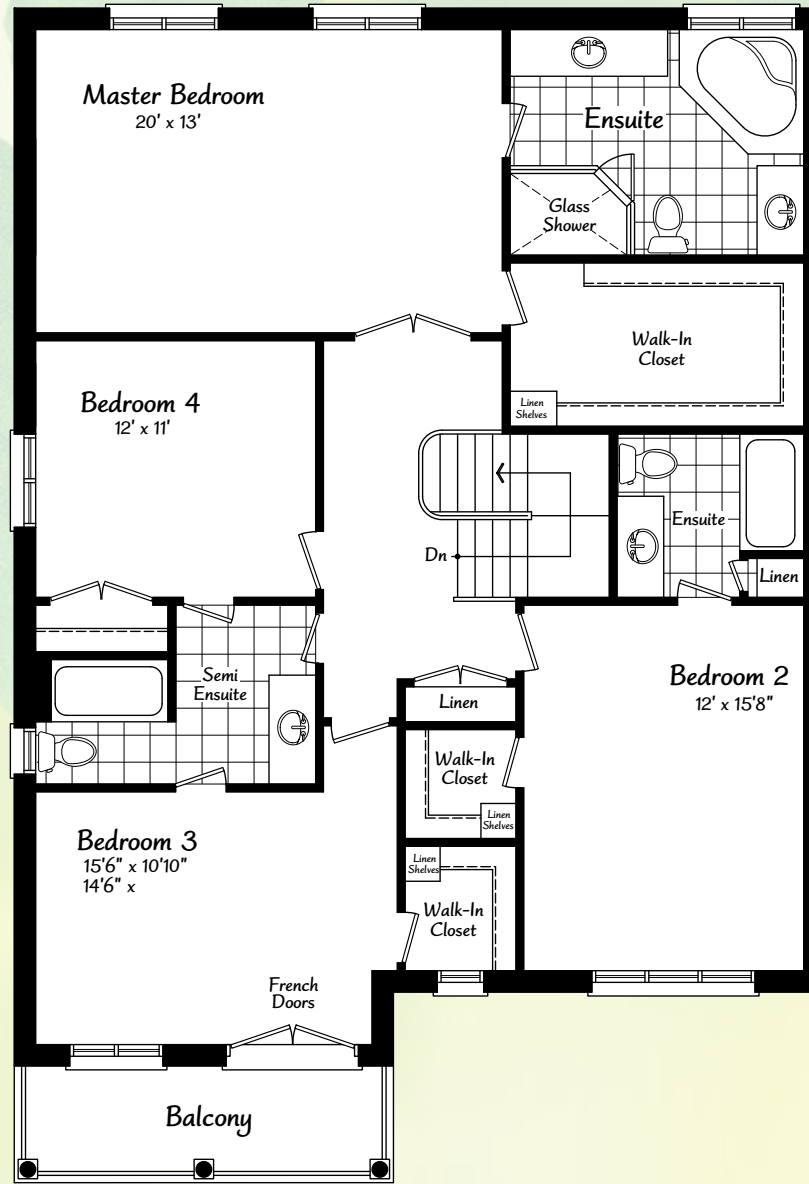 Master Bedroom
20' x 13'
Ensuite
Glass
Shower
Walk-In
Closet
Linen
Shelves
Bedroom 4
12' x 11'
Dn
Ensuite
Linen
Semi
Ensuite
Bedroom 2
12' x 15'8"
Linen
Walk-In
Closet
Linen
Shelves
Bedroom 3
15'6" x 10'10"
14'6" x
Linen
Shelves
Walk-In
Closet
French
Doors
Balcony